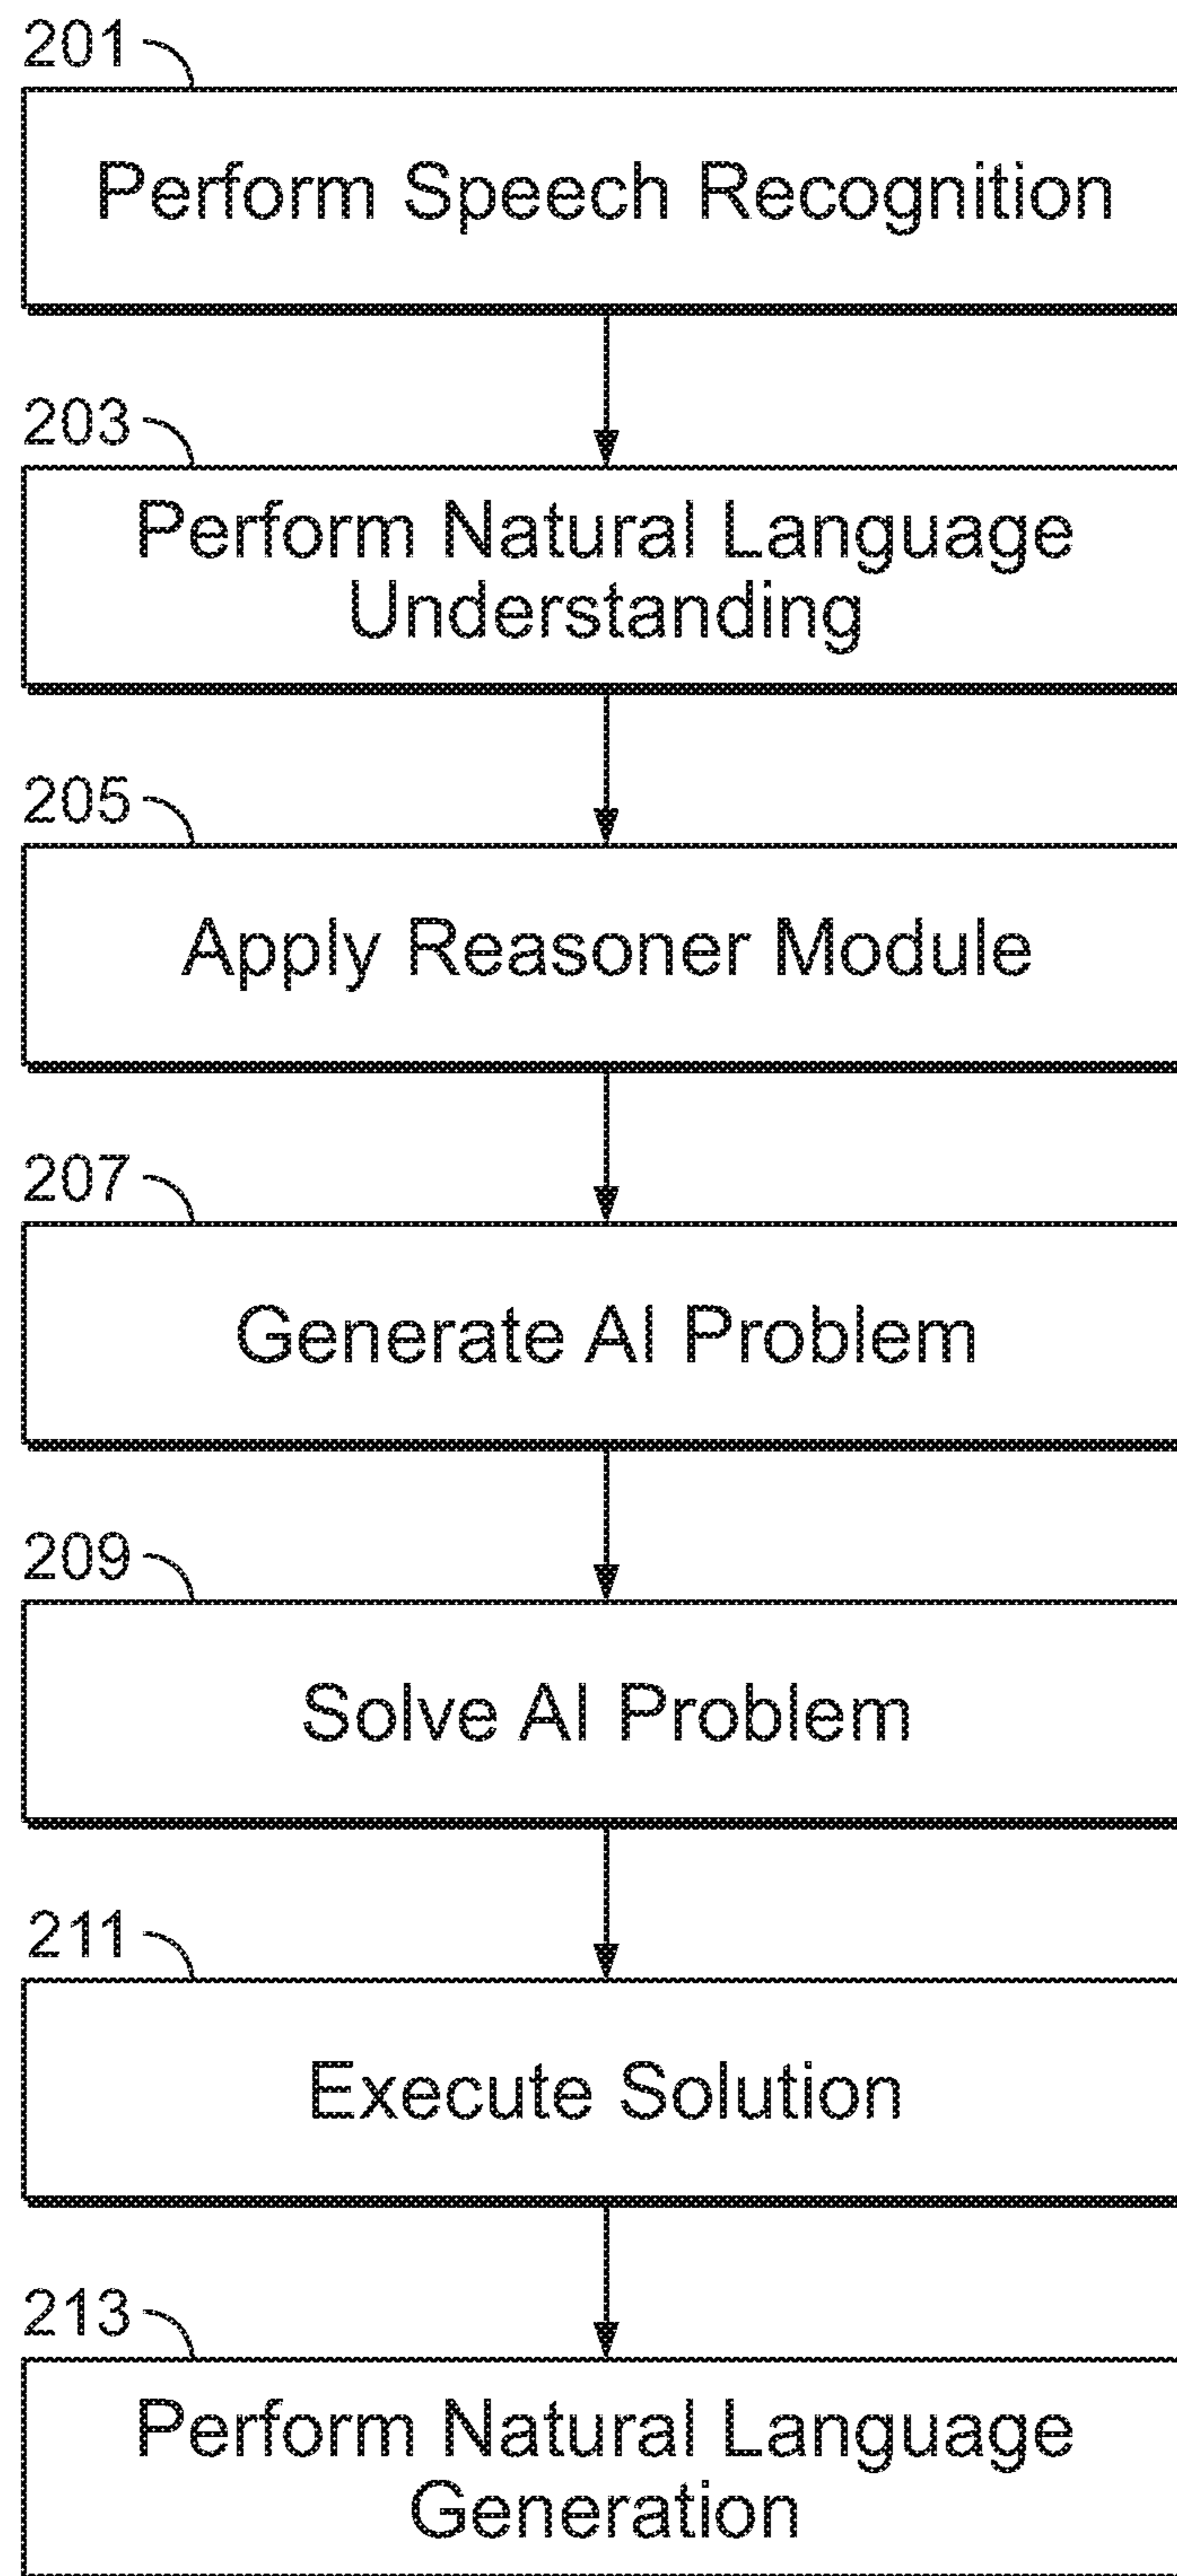 201
Perform Speech Recognition
203
Perform Natural Language
Understanding
205
Apply Reasoner Module
207
Generate AI Problem
209
Solve AI Problem
211
Execute Solution
213
Perform Natural Language
Generation